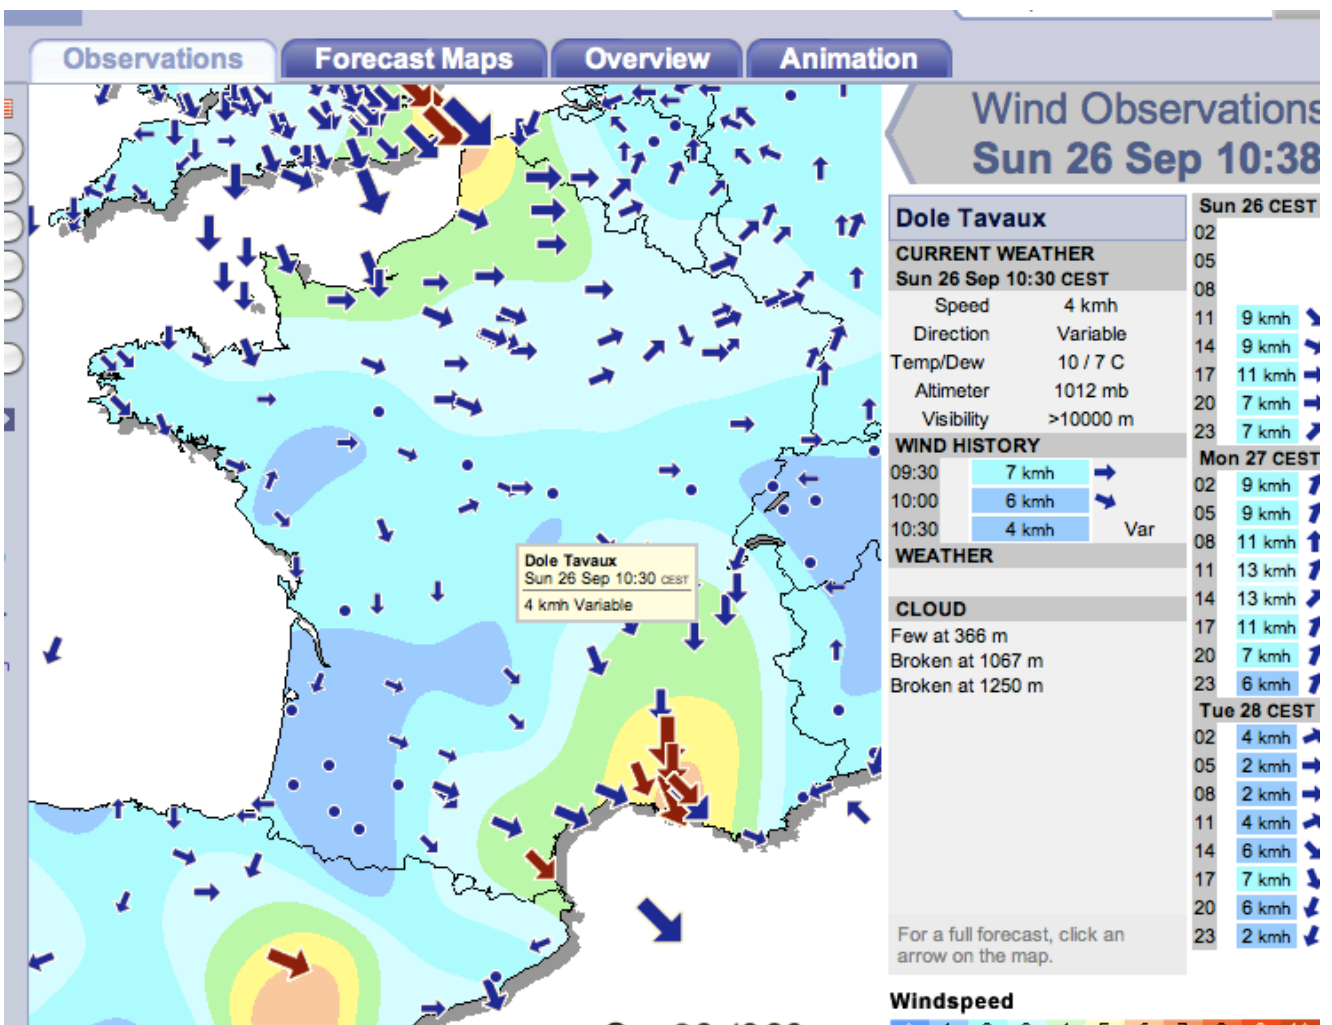 Observations Forecast Maps Overview Animation
Wind Observations
Sun 26 Sep 10:38
Dole Tavaux
CURRENT WEATHER
Sun 26 Sep 10:30 CEST
Speed 4 kmh
Direction Variable
Temp/Dew 10 / 7 C
Altimeter 1012 mb
Visibility >10000 m
WIND HISTORY
09:30 7 kmh
10:00 6 kmh
10:30 4 kmh Var
WEATHER
CLOUD
Few at 366 m
Broken at 1067 m
Broken at 1250 m
For a full forecast, click an
arrow on the map.
Windspeed
Sun 26 CEST
02
05
08
11 9 kmh
14 9 kmh
17 11 kmh
20 7 kmh
23 7 kmh
Mon 27 CEST
02 9 kmh
05 9 kmh
08 11 kmh
11 13 kmh
14 13 kmh
17 11 kmh
20 7 kmh
23 6 kmh
Tue 28 CEST
02 4 kmh
05 2 kmh
08 2 kmh
11 4 kmh
14 6 kmh
17 7 kmh
20 6 kmh
23 2 kmh
Dole Tavaux
Sun 26 Sep 10:30 CEST
4 kmh Variable